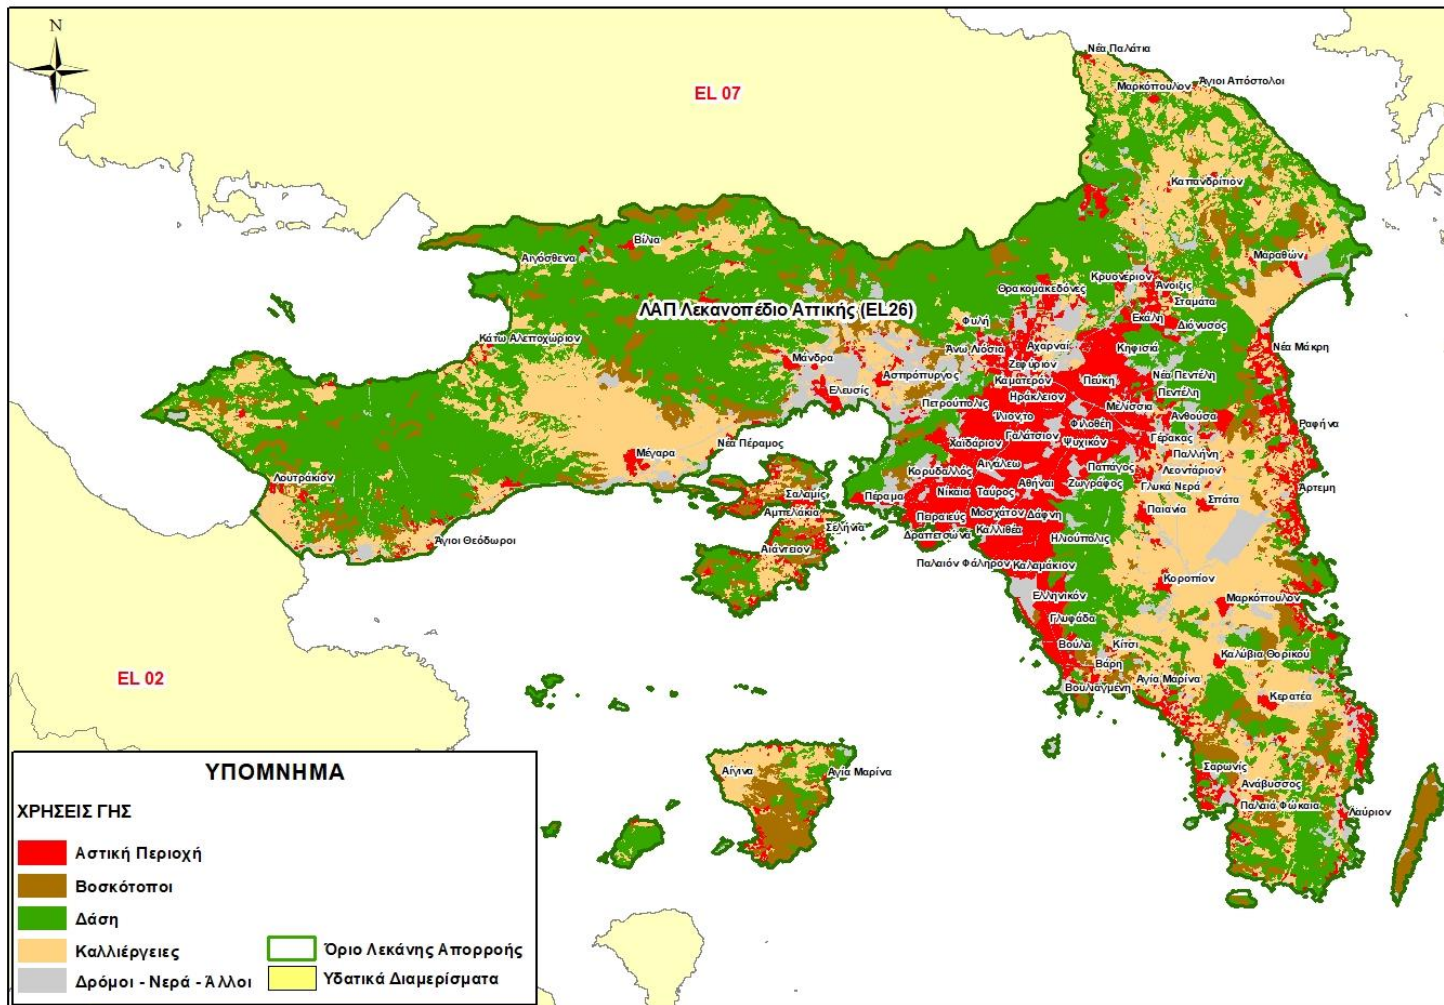 N
Νέα Παλάτια
Άγιοι Απόστολοι
Μαρκόπουλον
EL 07
Καπανδρίτιον
Βίλια
Αιγόσθενα
Μαραθών
Κρυονέριον
Θρακομακεδόνες
Άνοιξις
Σταμάτα
ΛΑΠ Λεκανοπέδιο Αττικής (EL26)
Φυλή
Εκάλη
Διόνυσος
Κάτω Αλεποχώριον
Άνω Λιόσια
Αχαρναί
Κηφισιά
Νέα Μάκρη
Μάνδρα
Ζεφύριον
Ασπρόπυργος
Καματερόν
Πεύκη
Νέα Πεντέλη
Ελευσίς
Ηράκλειον
Πεντέλη
Πετρούπολις
Μελίσσια
Ίλιον,το
Φιλοθέη
Ανθούσα
Ραφήνα
Νέα Πέραμος
Χαϊδάριον
Γαλάτσιον
Ψυχικόν
Γέρακας
Μέγαρα
Παλλήνη
Κορυδαλλός
Αιγάλεω
Παπάγος
Λεοντάριον
Λουτράκιον
Αθήναι
Ζωγράφος
Γλυκά Νερά
Άρτεμη
Σαλαμίς
Πέραμα
Νίκαια
Ταύρος
Σπάτα
Αμπελάκια
Παιανία
Πειραιεύς
Μοσχάτον
Δάφνη
Σελήνια
Δραπετσώνα
Καλλιθέα
Ηλιούπολις
Άγιοι Θεόδωροι
Αιάντειον
Παλαιόν Φάληρον
Καλαμάκιον
Κορωπίον
Ελληνικόν
Μαρκόπουλον
Γλυφάδα
Βούλα
Κίτσι
Καλύβια Θορικού
Βάρη
EL 02
Αγία Μαρίνα
Βουλιαγμένη
Κερατέα
Αίγινα
Αγία Μαρίνα
Σαρωνίς
Ανάβυσσος
Παλαιά Φώκαια
Λαύριον
ΥΠΟΜΝΗΜΑ
ΧΡΗΣΕΙΣ ΓΗΣ
Αστική Περιοχή
Βοσκότοποι
Δάση
Καλλιέργειες
Δρόμοι - Νερά - Άλλοι
Όριο Λεκάνης Απορροής
Υδατικά Διαμερίσματα